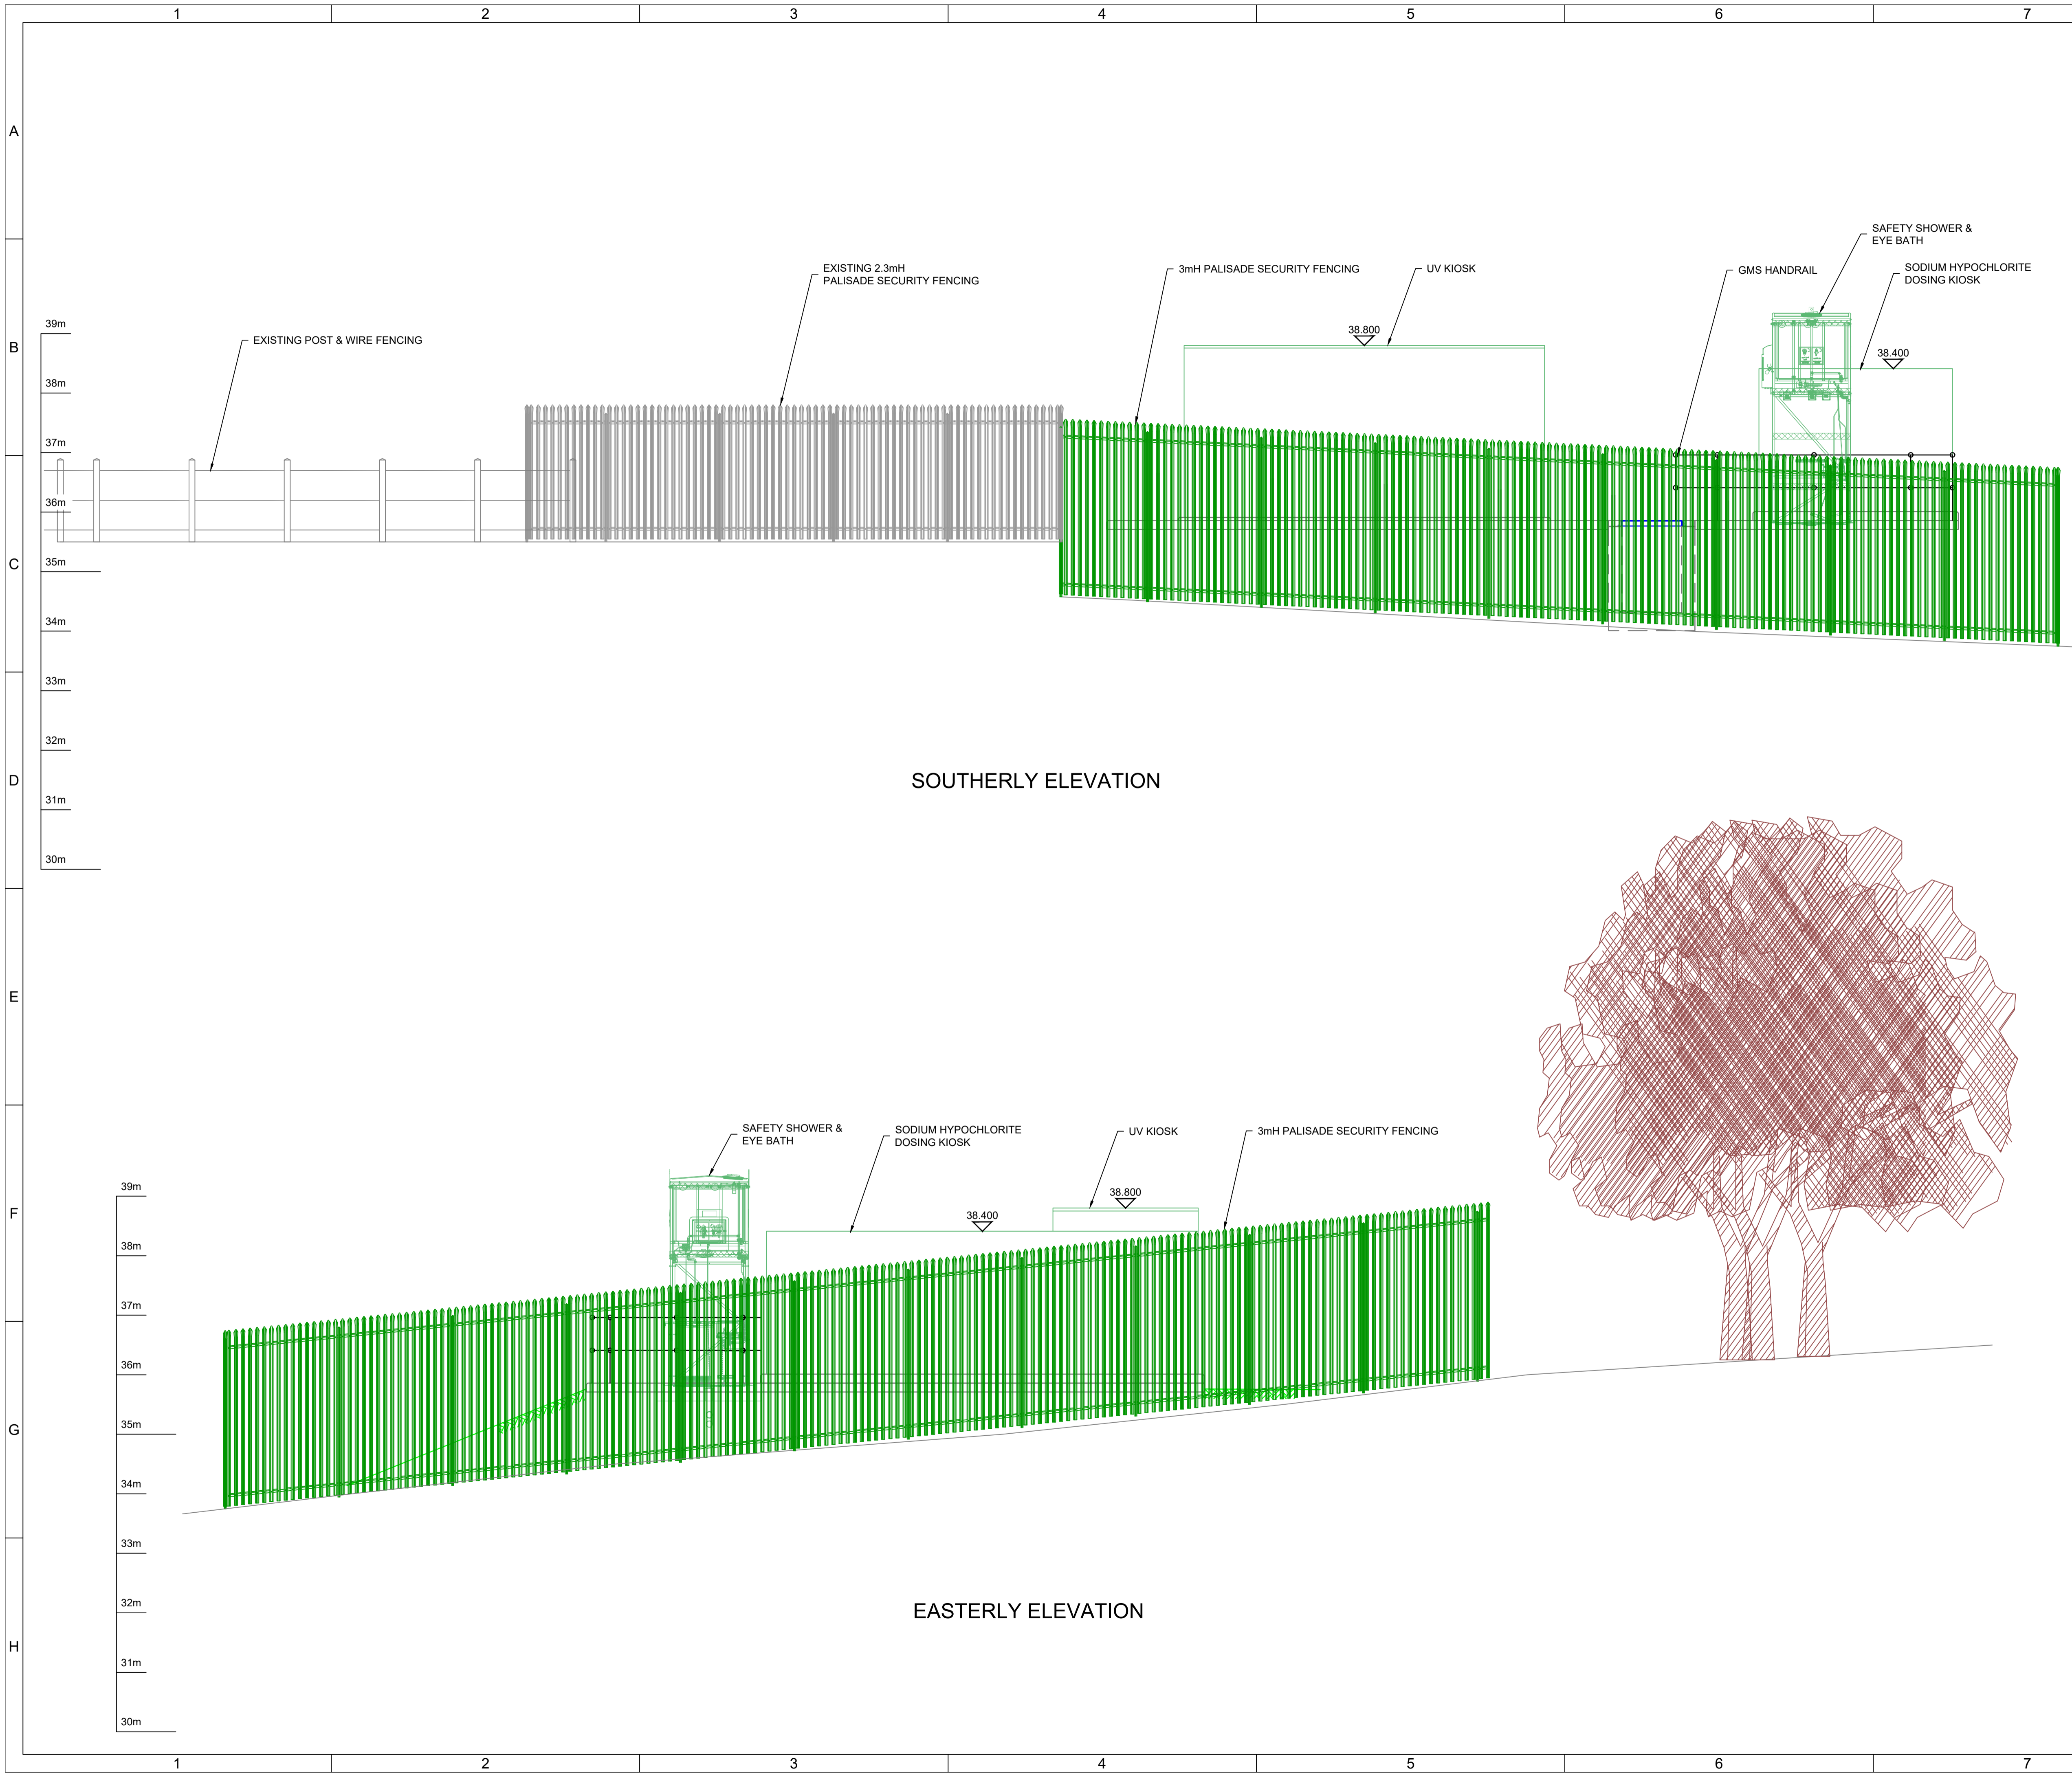 1 2 3 4 5 6 7
A
B
C
D
E
F
G
H
SAFETY SHOWER &
EYE BATH
EXISTING 2.3mH
PALISADE SECURITY FENCING
3mH PALISADE SECURITY FENCING
UV KIOSK
GMS HANDRAIL
SODIUM HYPOCHLORITE
DOSING KIOSK
EXISTING POST & WIRE FENCING
38.800
38.400
39m
38m
37m
36m
35m
34m
33m
32m
31m
30m
SOUTHERLY ELEVATION
SAFETY SHOWER &
EYE BATH
SODIUM HYPOCHLORITE
DOSING KIOSK
UV KIOSK
3mH PALISADE SECURITY FENCING
38.400
38.800
39m
38m
37m
36m
35m
34m
33m
32m
31m
30m
EASTERLY ELEVATION
1 2 3 4 5 6 7